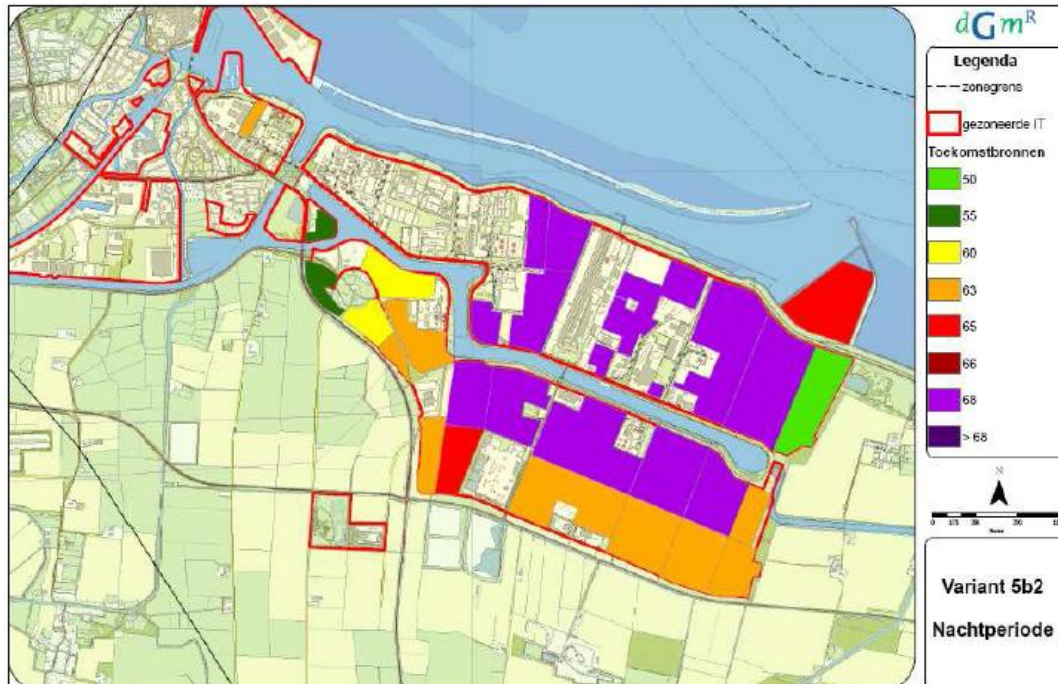 dGmR
Legenda
zonegrens
gezoneerde IT
Toekomstbronnen
50
55
60
63
65
66
68
> 68
N
Variant 5b2
Nachtperiode